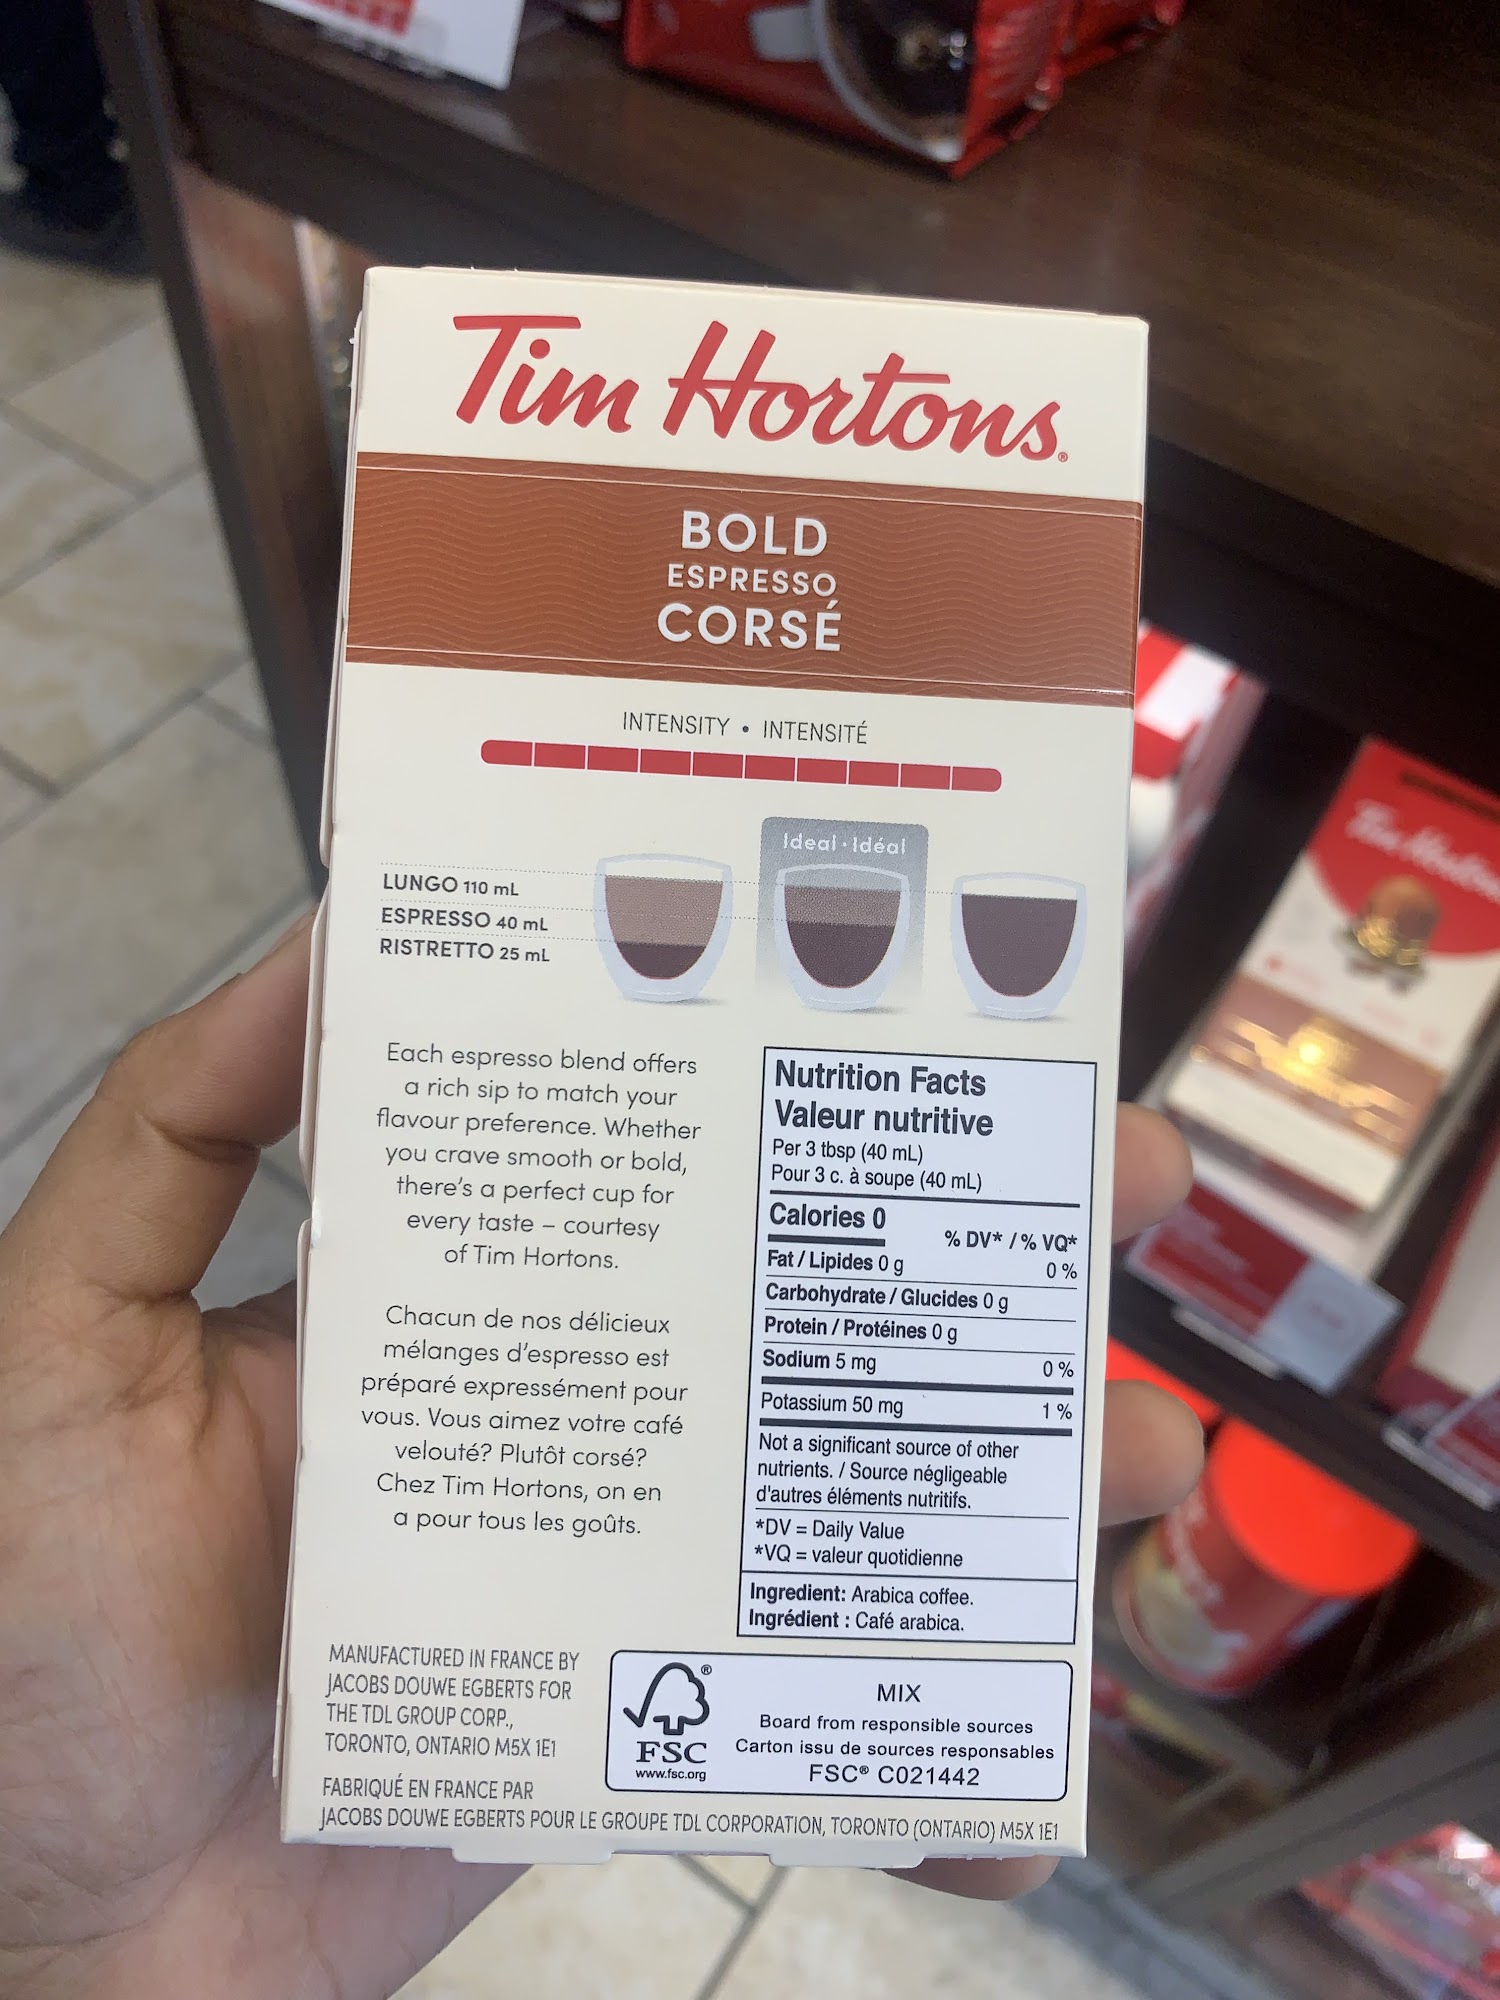 Tim Hortons®
BOLD
ESPRESSO
CORSÉ
INTENSITY • INTENSITÉ
Ideal · Idéal
LUNGO 110 mL
ESPRESSO 40 mL
RISTRETTO 25 mL
Each espresso blend offers
a rich sip to match your
flavour preference. Whether
you crave smooth or bold,
there's a perfect cup for
every taste – courtesy
of Tim Hortons.
Chacun de nos délicieux
mélanges d'espresso est
préparé expressément pour
vous. Vous aimez votre café
velouté? Plutôt corsé?
Chez Tim Hortons, on en
a pour tous les goûts.
Nutrition Facts
Valeur nutritive
Per 3 tbsp (40 mL)
Pour 3 c. à soupe (40 mL)
Calories 0
% DV* / % VQ*
Fat / Lipides 0 g 0 %
Carbohydrate / Glucides 0 g
Protein / Protéines 0 g
Sodium 5 mg 0 %
Potassium 50 mg 1 %
Not a significant source of other
nutrients. / Source négligeable
d'autres éléments nutritifs.
*DV = Daily Value
*VQ = valeur quotidienne
Ingredient: Arabica coffee.
Ingrédient : Café arabica.
MANUFACTURED IN FRANCE BY
JACOBS DOUWE EGBERTS FOR
THE TDL GROUP CORP.,
TORONTO, ONTARIO M5X 1E1
FABRIQUÉ EN FRANCE PAR
JACOBS DOUWE EGBERTS POUR LE GROUPE TDL CORPORATION, TORONTO (ONTARIO) M5X 1E1
®
FSC
www.fsc.org
MIX
Board from responsible sources
Carton issu de sources responsables
FSC® C021442
Tim Hortons